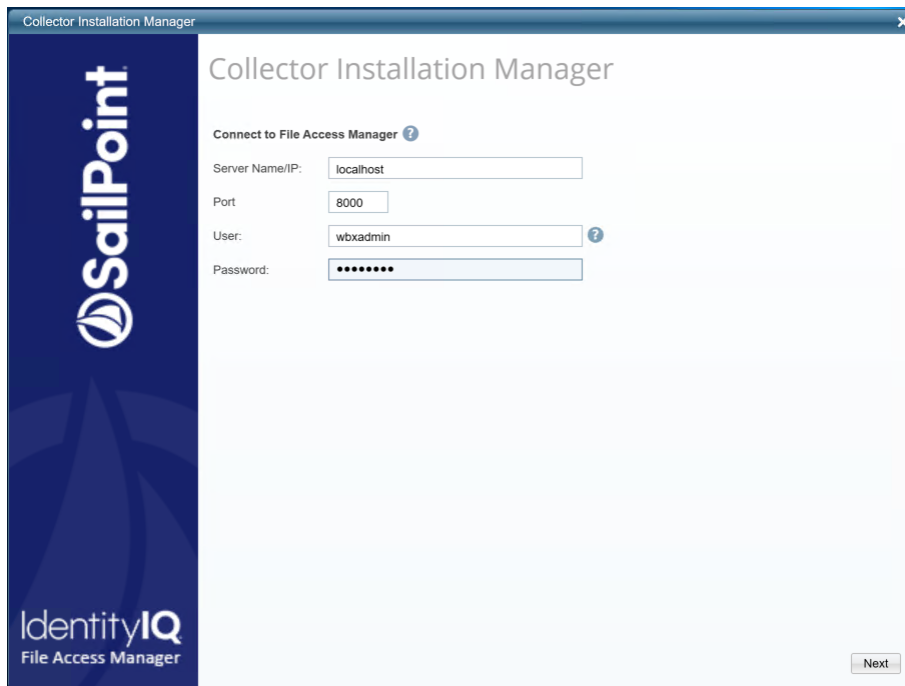 Collector Installation Manager
SailPoint
Collector Installation Manager
Connect to File Access Manager ?
Server Name/IP: localhost
Port 8000
User: wbxadmin ?
Password: ••••••••
IdentityIQ
File Access Manager
Next